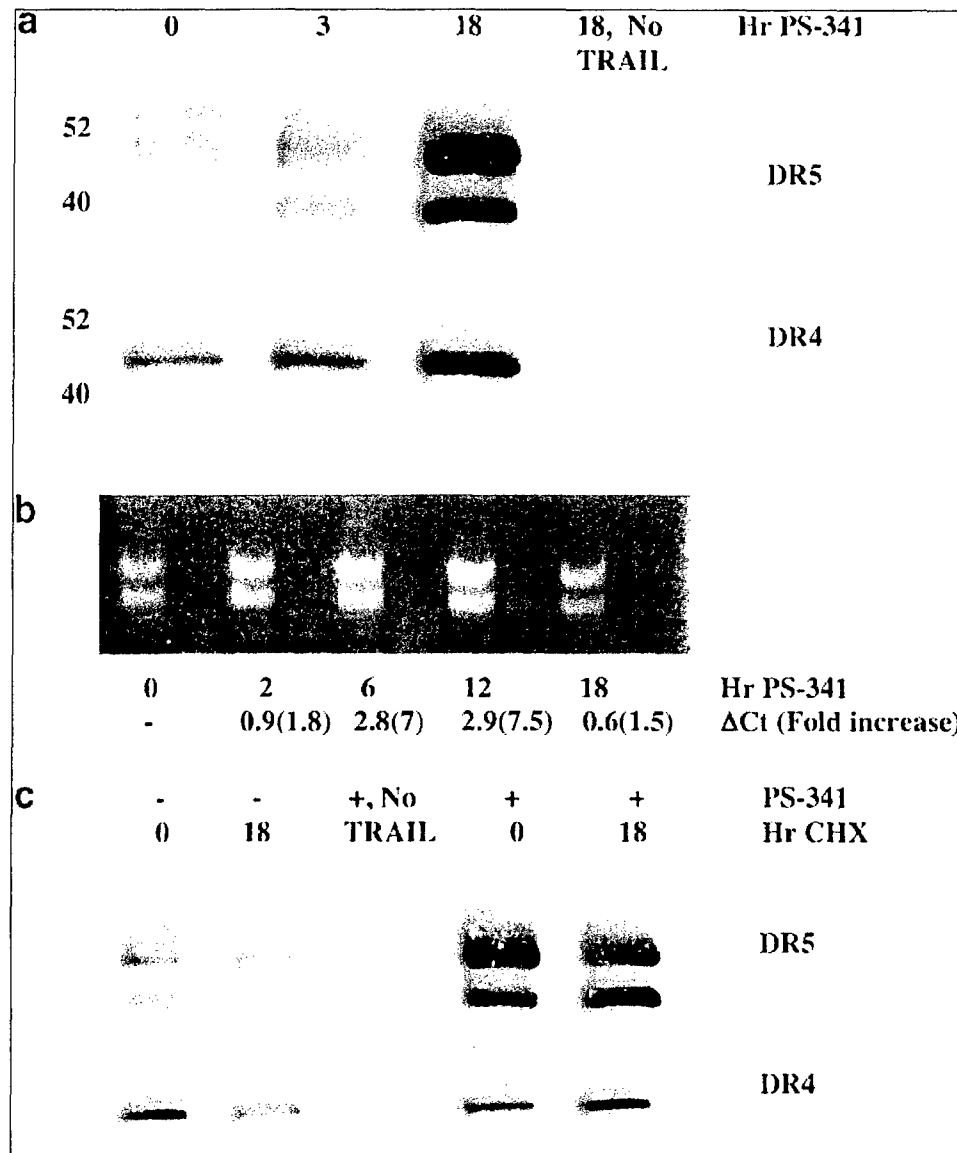 a 0 3 18 18, No Hr PS-341
TRAIL
52
DR5
40
52
DR4
40
b
0 2 6 12 18 Hr PS-341
- 0.9(1.8) 2.8(7) 2.9(7.5) 0.6(1.5) ΔCt (Fold increase)
c - - +, No + + PS-341
0 18 TRAIL 0 18 Hr CHX
DR5
DR4